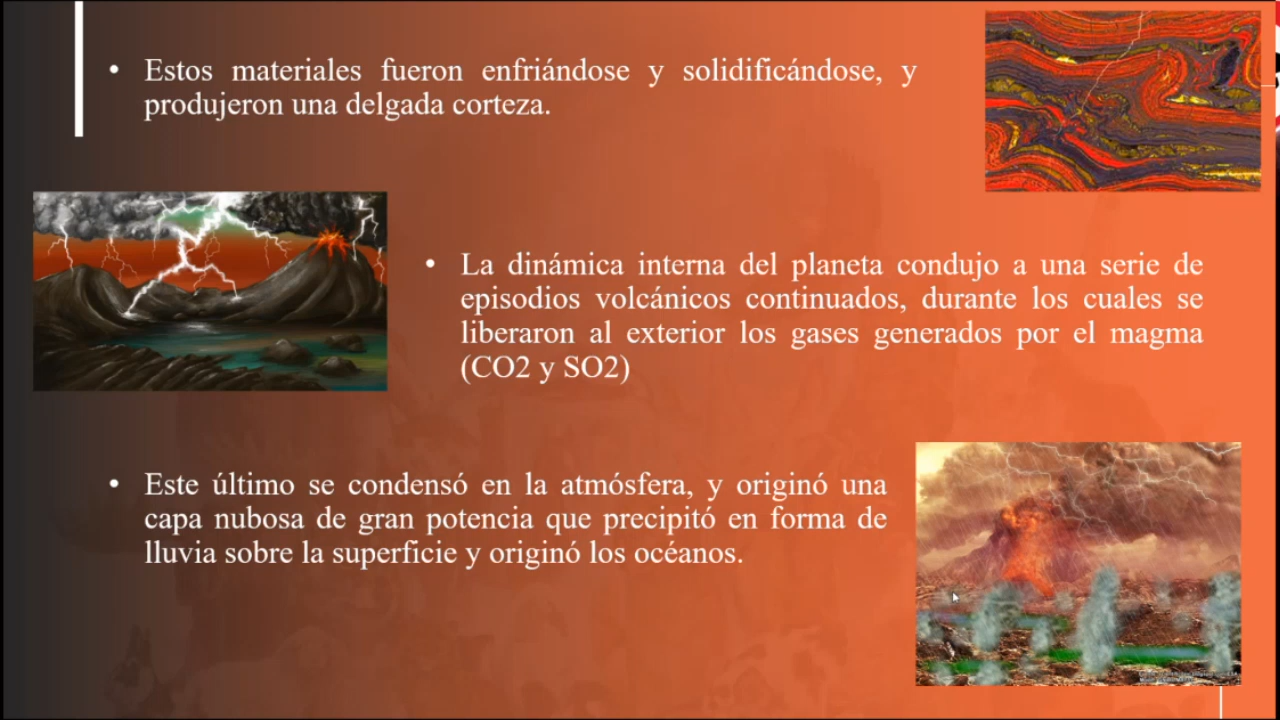 • Estos materiales fueron enfriándose y solidificándose, y
produjeron una delgada corteza.
• La dinámica interna del planeta condujo a una serie de
episodios volcánicos continuados, durante los cuales se
liberaron al exterior los gases generados por el magma
(CO2 y SO2)
• Este último se condensó en la atmósfera, y originó una
capa nubosa de gran potencia que precipitó en forma de
lluvia sobre la superficie y originó los océanos.